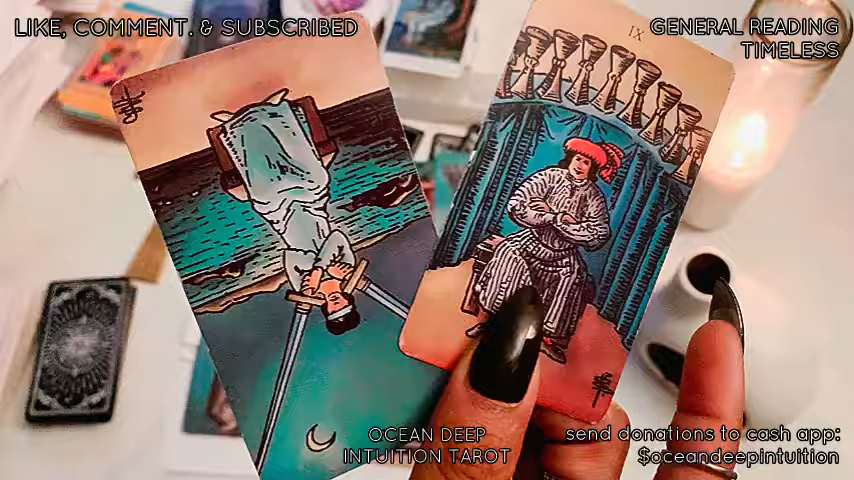 LIKE, COMMENT. & SUBSCRIBED
GENERAL READING
TIMELESS
IX
OCEAN DEEP
INTUITION TAROT
send donations to cash app:
$oceandeepintuition